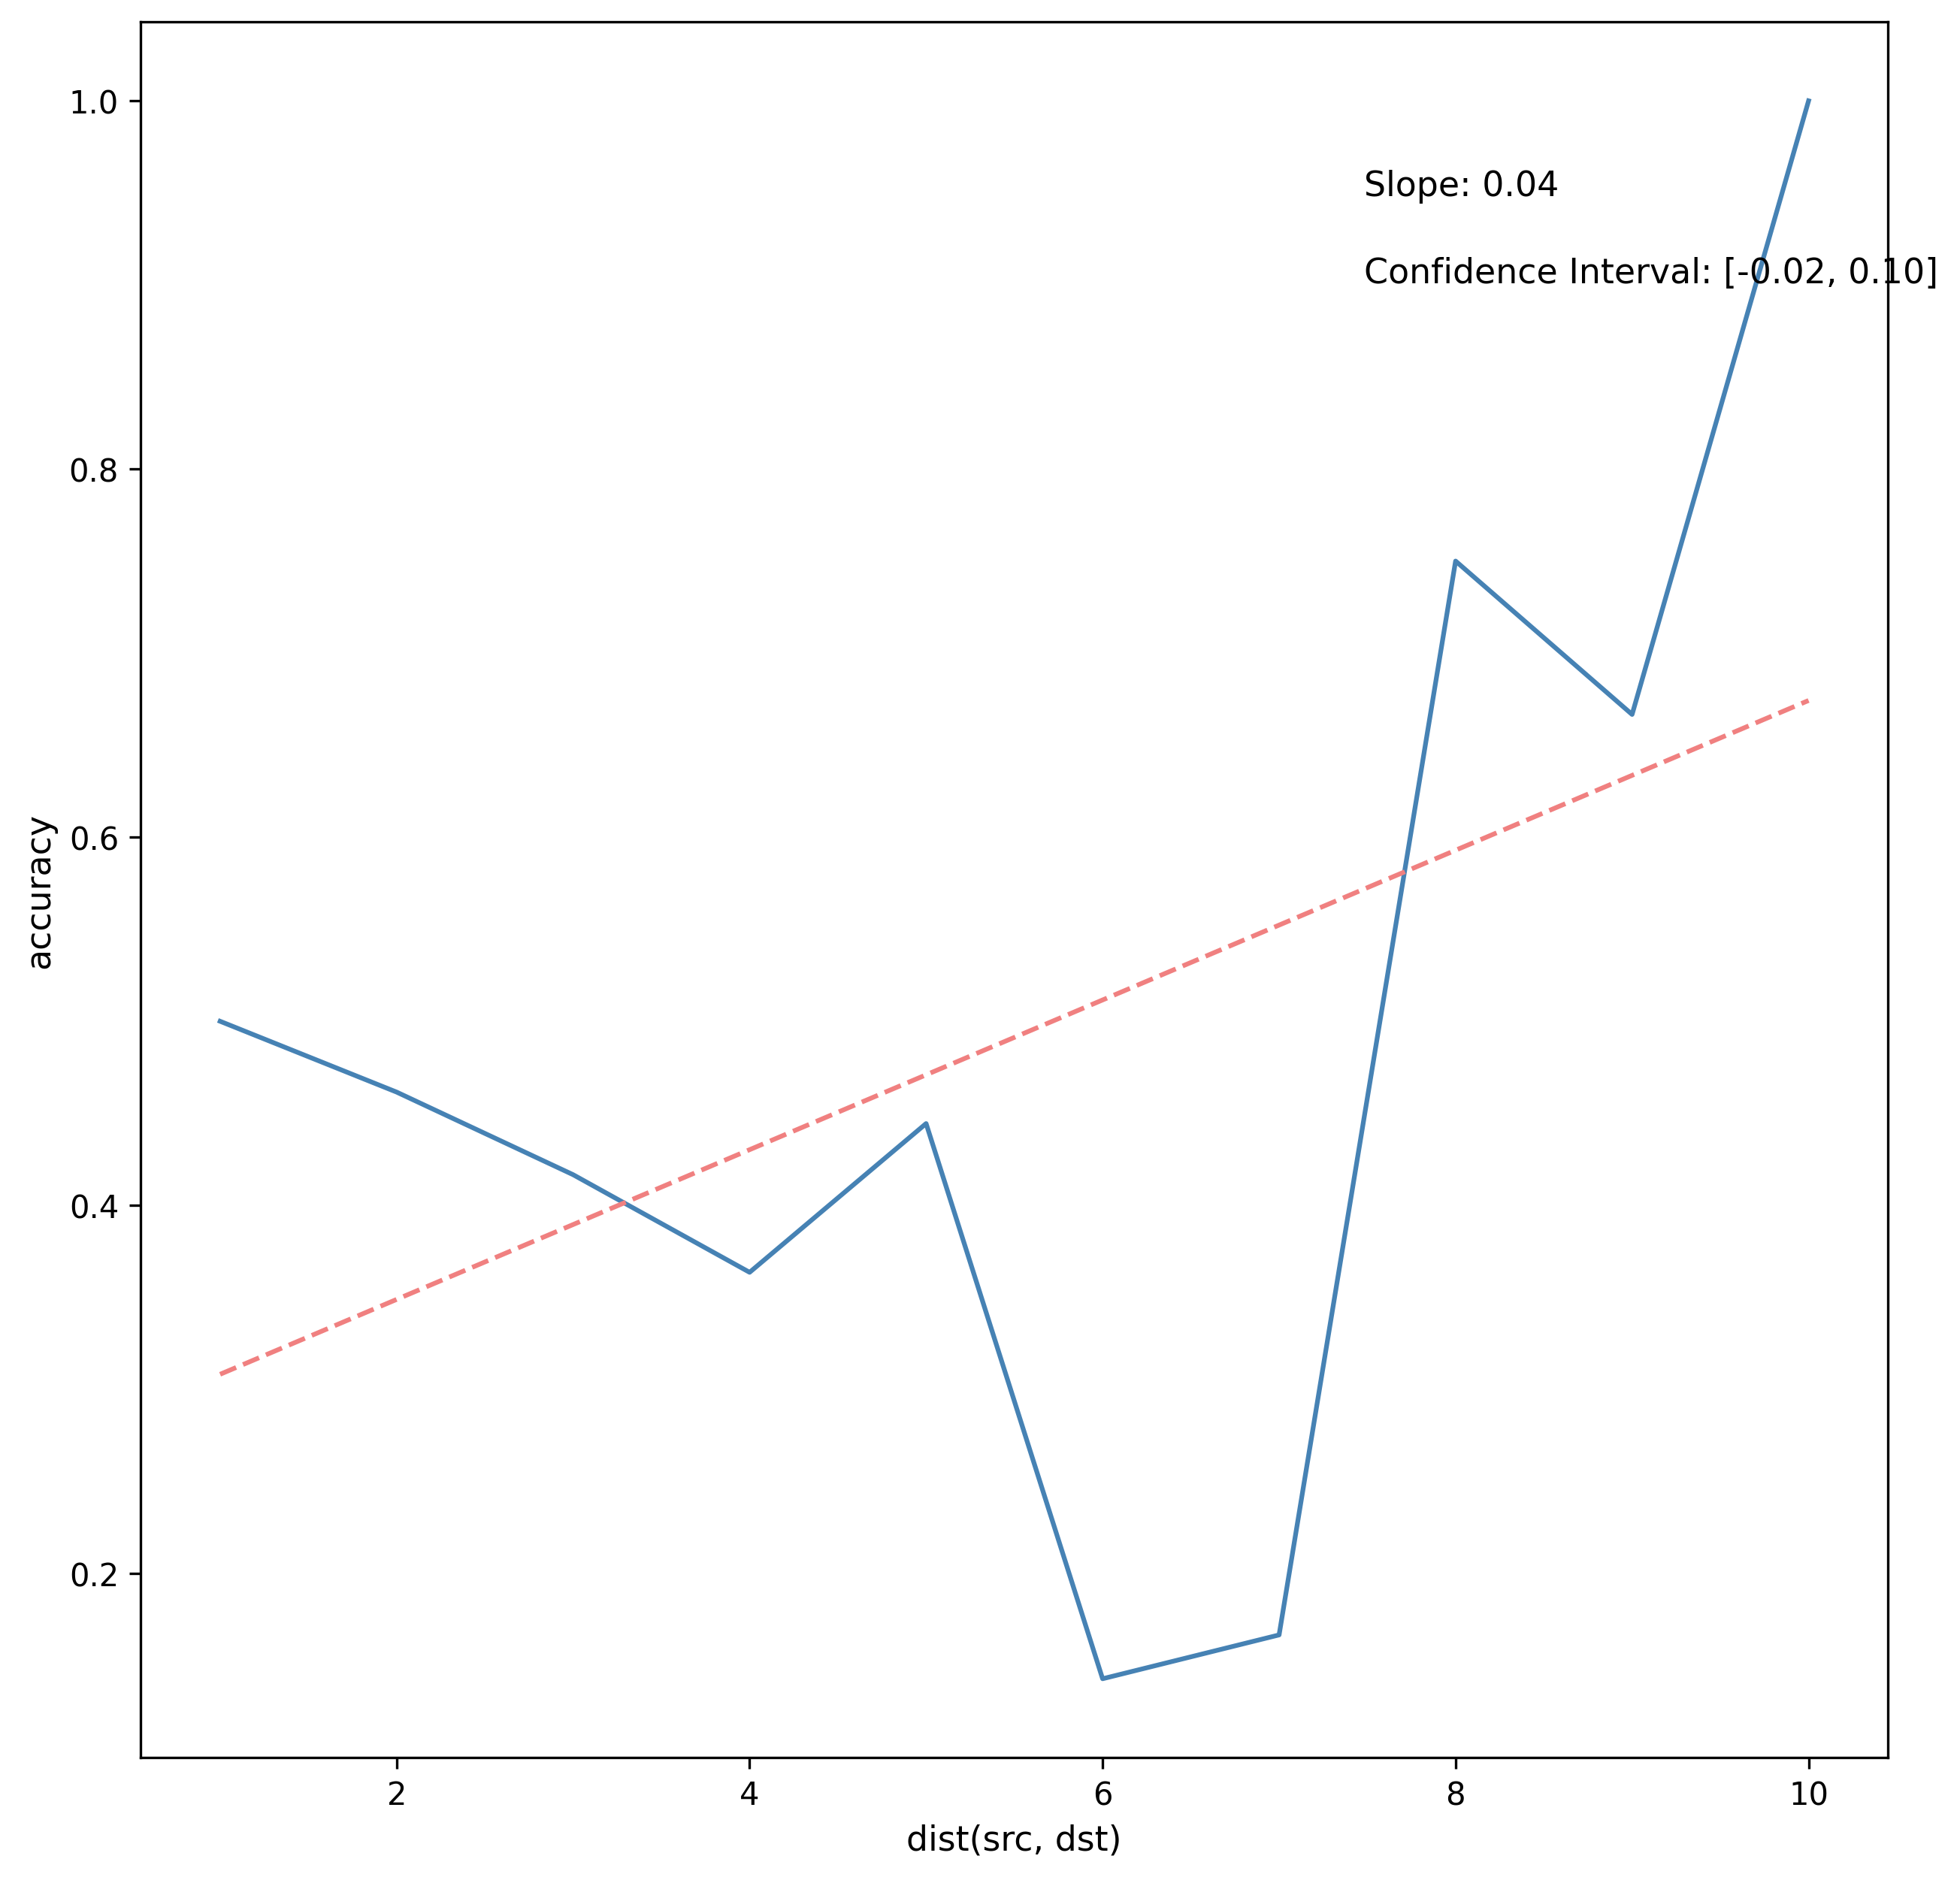 1.0
Slope: 0.04
Confidence Interval: [-0.02, 0.10]
0.8
0.6
accuracy
0.4
0.2
2 4 6 8 10
dist(src, dst)